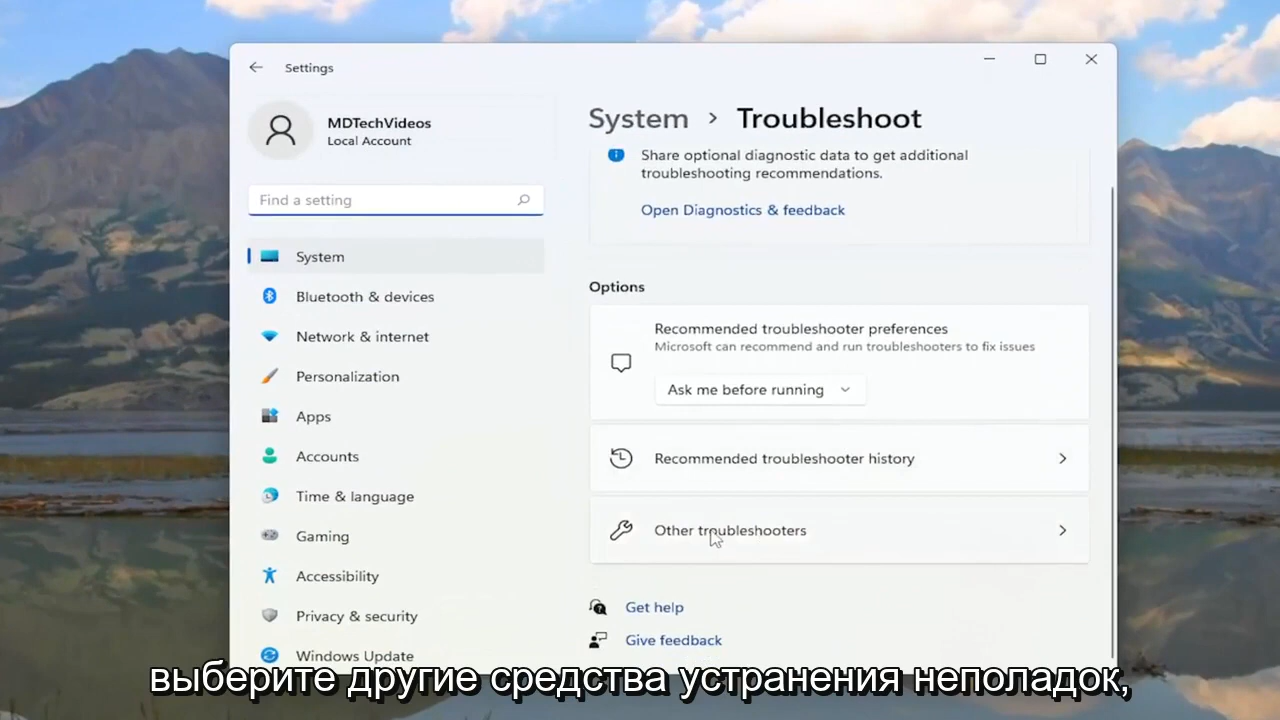 Settings
MDTechVideos
Local Account
Find a setting
System
Bluetooth & devices
Network & internet
Personalization
Apps
Accounts
Time & language
Gaming
Accessibility
Privacy & security
Windows Update
System > Troubleshoot
Share optional diagnostic data to get additional
troubleshooting recommendations.
Open Diagnostics & feedback
Options
Recommended troubleshooter preferences
Microsoft can recommend and run troubleshooters to fix issues
Ask me before running
Recommended troubleshooter history
Other troubleshooters
Get help
Give feedback
выберите другие средства устранения неполадок,